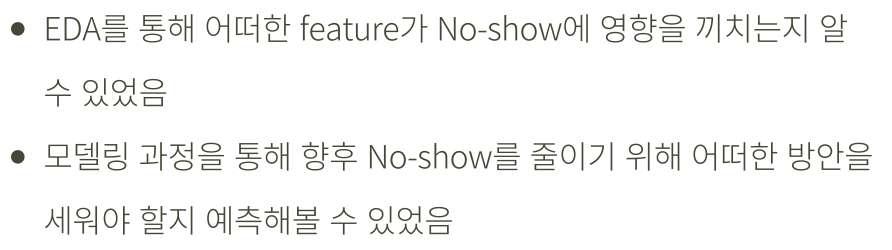 ● EDA를 통해 어떠한 feature가 No-show에 영향을 끼치는지 알
수 있었음
● 모델링 과정을 통해 향후 No-show를 줄이기 위해 어떠한 방안을
세워야 할지 예측해볼 수 있었음